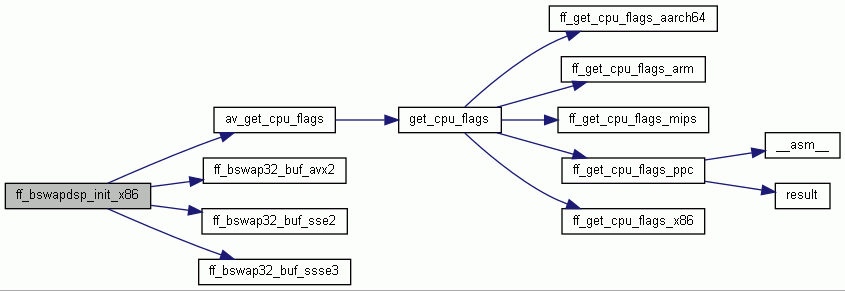 ff_bswapdsp_init_x86
av_get_cpu_flags
ff_bswap32_buf_avx2
ff_bswap32_buf_sse2
ff_bswap32_buf_ssse3
get_cpu_flags
ff_get_cpu_flags_aarch64
ff_get_cpu_flags_arm
ff_get_cpu_flags_mips
ff_get_cpu_flags_ppc
ff_get_cpu_flags_x86
__asm__
result